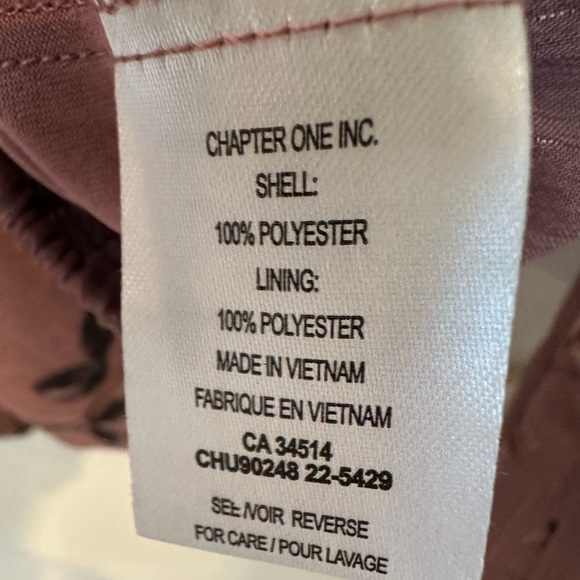 CHAPTER ONE INC.
SHELL:
100% POLYESTER
LINING:
100% POLYESTER
MADE IN VIETNAM
FABRIQUE EN VIETNAM
CA 34514
CHU90248 22-5429
SEE/VOIR REVERSE
FOR CARE / POUR LAVAGE